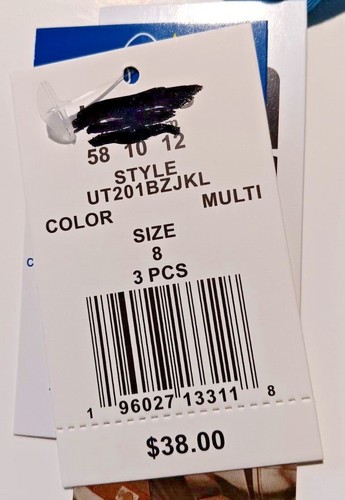 58 10 12
STYLE
UT201BZJKL
COLOR MULTI
SIZE
8
3 PCS
1 96027 13311 8
$38.00